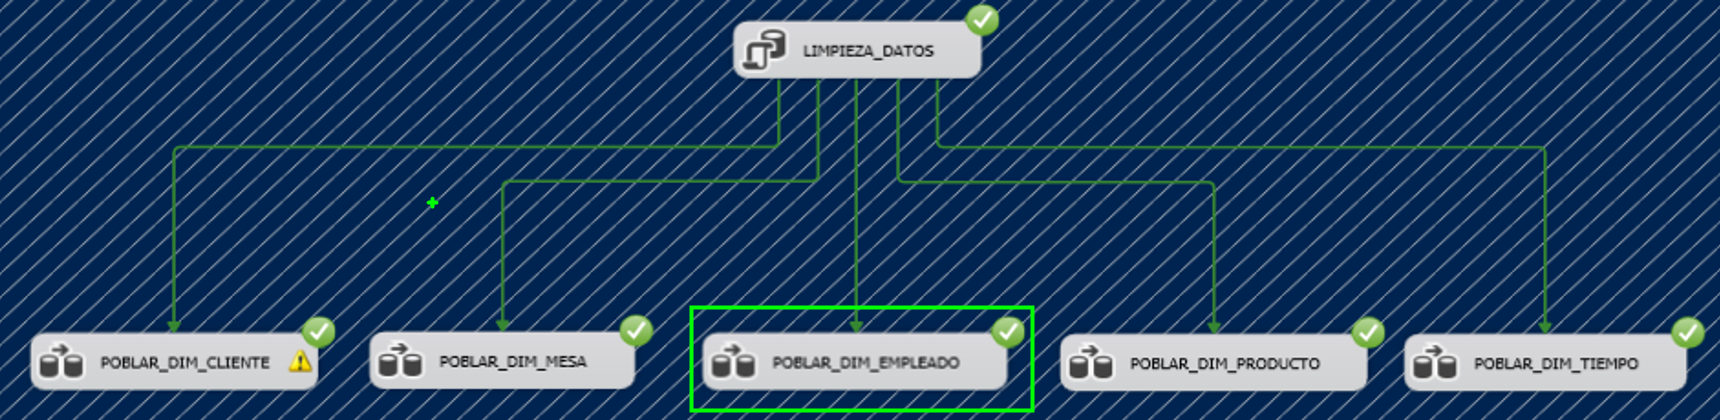 LIMPIEZA_DATOS
POBLAR_DIM_CLIENTE
POBLAR_DIM_MESA
POBLAR_DIM_EMPLEADO
POBLAR_DIM_PRODUCTO
POBLAR_DIM_TIEMPO